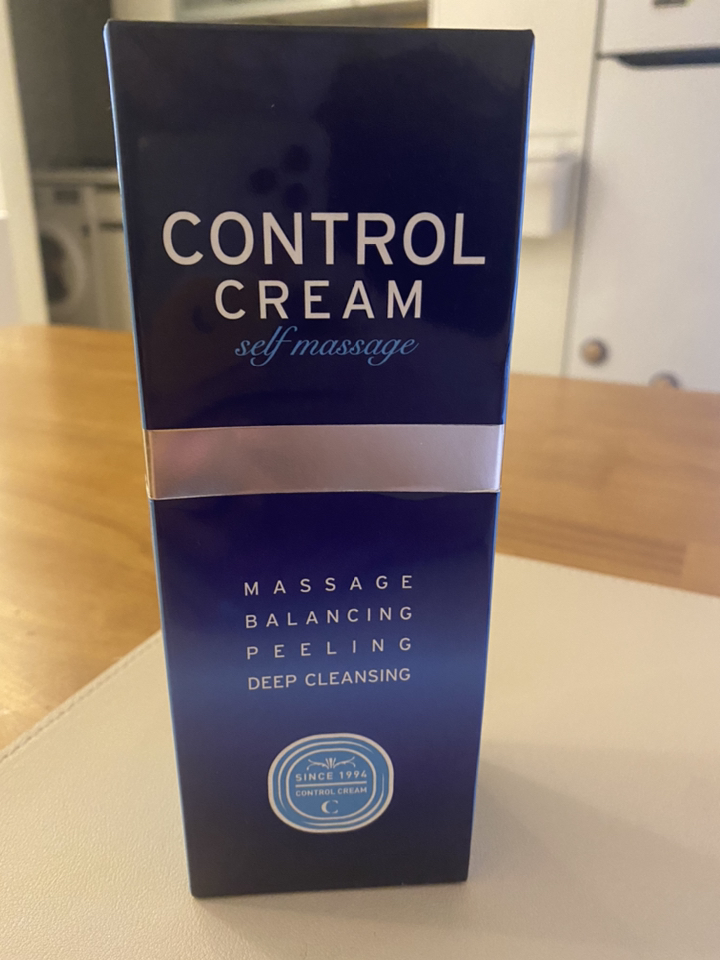 CONTROL
CREAM
self massage
MASSAGE
BALANCING
PEELING
DEEP CLEANSING
SINCE 1994
CONTROL CREAM
C